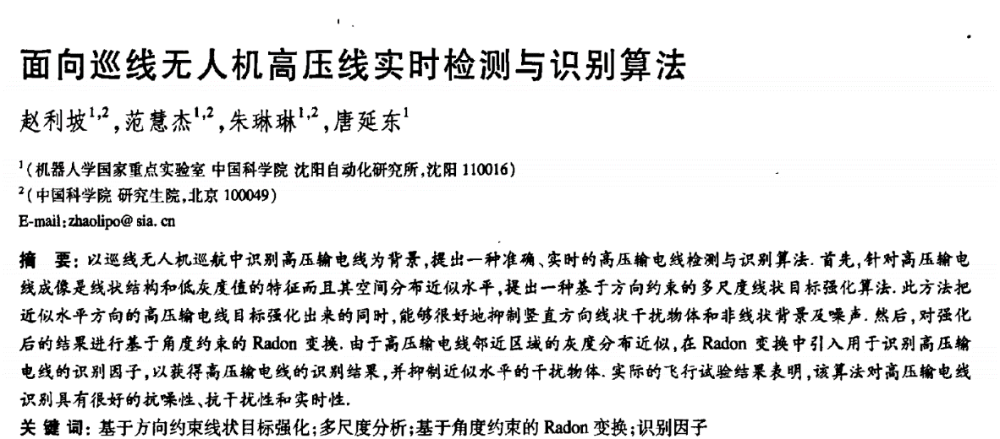 面向巡线无人机高压线实时检测与识别算法
赵利坡1,2,范慧杰1,2,朱琳琳1,2,唐延东1
1(机器人学国家重点实验室 中国科学院 沈阳自动化研究所,沈阳 110016)
2(中国科学院 研究生院,北京 100049)
E-mail:zhaolipo@sia.cn
摘 要:以巡线无人机巡航中识别高压输电线为背景,提出一种准确、实时的高压输电线检测与识别算法.首先,针对高压输电
线成像是线状结构和低灰度值的特征而且其空间分布近似水平,提出一种基于方向约束的多尺度线状目标强化算法.此方法把
近似水平方向的高压输电线目标强化出来的同时,能够很好地抑制竖直方向线状干扰物体和非线状背景及噪声.然后,对强化
后的结果进行基于角度约束的 Radon 变换.由于高压输电线邻近区域的灰度分布近似,在 Radon 变换中引入用于识别高压输
电线的识别因子,以获得高压输电线的识别结果,并抑制近似水平的干扰物体.实际的飞行试验结果表明,该算法对高压输电线
识别具有很好的抗噪性、抗干扰性和实时性.
关 键 词:基于方向约束线状目标强化;多尺度分析;基于角度约束的 Radon 变换;识别因子